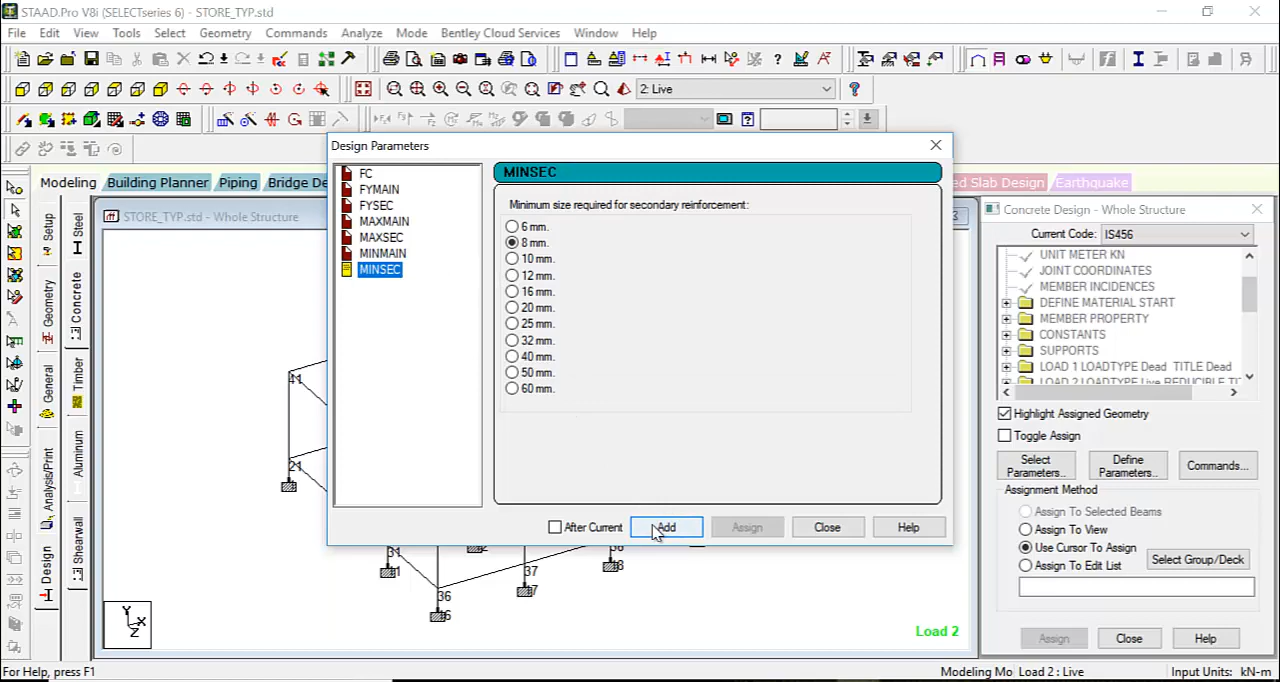 STAAD.Pro V8i (SELECTseries 6) - STORE_TYP.std
File Edit View Tools Select Geometry Commands Analyze Mode Bentley Cloud Services Window Help
2: Live
Modeling Building Planner Piping Bridge De
ed Slab Design Earthquake
STORE_TYP.std - Whole Structure
Setup
Geometry
General
Analysis/Print
Design
Steel
Concrete
Timber
Aluminum
Shearwall
41
21
31
36
37
Y
X
Z
Load 2
Design Parameters
FC
FYMAIN
FYSEC
MAXMAIN
MAXSEC
MINMAIN
MINSEC
MINSEC
Minimum size required for secondary reinforcement:
6 mm.
8 mm.
10 mm.
12 mm.
16 mm.
20 mm.
25 mm.
32 mm.
40 mm.
50 mm.
60 mm.
After Current Add Assign Close Help
Concrete Design - Whole Structure
Current Code: IS456
UNIT METER KN
JOINT COORDINATES
MEMBER INCIDENCES
DEFINE MATERIAL START
MEMBER PROPERTY
CONSTANTS
SUPPORTS
LOAD 1 LOADTYPE Dead TITLE Dead
LOAD 2 LOADTYPE Live REDUCIBLE TI
Highlight Assigned Geometry
Toggle Assign
Select Parameters..
Define Parameters..
Commands...
Assignment Method
Assign To Selected Beams
Assign To View
Use Cursor To Assign
Select Group/Deck
Assign To Edit List
Assign Close Help
For Help, press F1
Modeling Mo Load 2 : Live Input Units: kN-m